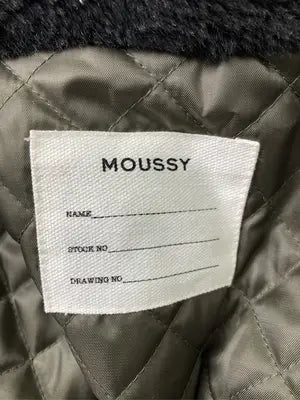 MOUSSY
NAME
STOCK NO
DRAWING NO